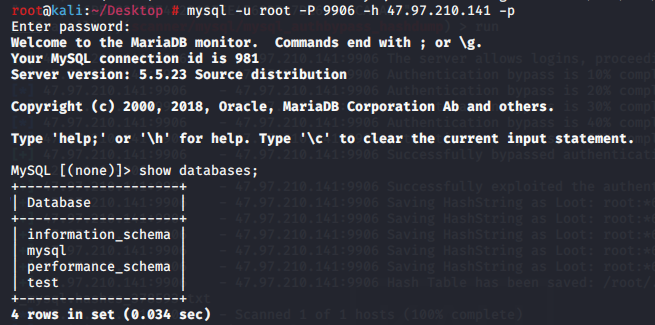 root@kali:~/Desktop # mysql -u root -P 9906 -h 47.97.210.141 -p
Enter password:
Welcome to the MariaDB monitor.  Commands end with ; or \g.
Your MySQL connection id is 981
Server version: 5.5.23 Source distribution
Copyright (c) 2000, 2018, Oracle, MariaDB Corporation Ab and others.
Type 'help;' or '\h' for help. Type '\c' to clear the current input statement.
MySQL [(none)]> show databases;
+--------------------+
| Database           |
+--------------------+
| information_schema |
| mysql              |
| performance_schema |
| test               |
+--------------------+
4 rows in set (0.034 sec)